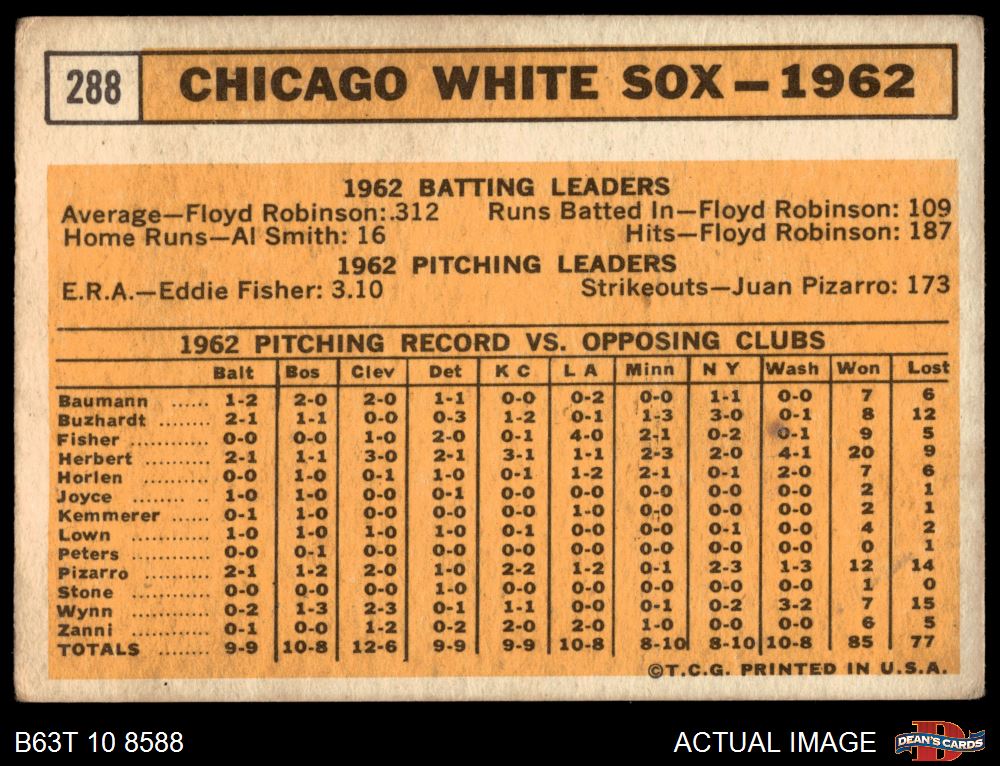 288 CHICAGO WHITE SOX — 1962
1962 BATTING LEADERS
Average—Floyd Robinson: .312 Runs Batted In—Floyd Robinson: 109
Home Runs—Al Smith: 16 Hits—Floyd Robinson: 187
1962 PITCHING LEADERS
E.R.A.—Eddie Fisher: 3.10 Strikeouts—Juan Pizarro: 173
1962 PITCHING RECORD VS. OPPOSING CLUBS
Balt Bos Clev Det K C L A Minn N Y Wash Won Lost
Baumann ...... 1-2 2-0 2-0 1-1 0-0 0-2 0-0 1-1 0-0 7 6
Buzhardt ........ 2-1 1-1 0-0 0-3 1-2 0-1 1-3 3-0 0-1 8 12
Fisher .......... 0-0 0-0 1-0 2-0 0-1 4-0 2-1 0-2 0-1 9 5
Herbert .......... 2-1 1-1 3-0 2-1 3-1 1-1 2-3 2-0 4-1 20 9
Horlen .......... 0-0 1-0 0-1 1-0 0-1 1-2 2-1 0-1 2-0 7 6
Joyce ........ .. 1-0 1-0 0-0 0-1 0-0 0-0 0-0 0-0 0-0 2 1
Kemmerer ...... 0-1 1-0 0-0 0-0 0-0 1-0 0-0 0-0 0-0 2 1
Lown .......... 1-0 1-0 1-0 1-0 0-1 0-0 0-0 0-1 0-0 4 2
Peters .......... 0-0 0-1 0-0 0-0 0-0 0-0 0-0 0-0 0-0 0 1
Pizarro .......... 2-1 1-2 2-0 1-0 2-2 1-2 0-1 2-3 1-3 12 14
Stone .......... 0-0 0-0 0-0 1-0 0-0 0-0 0-0 0-0 0-0 1 0
Wynn .......... 0-2 1-3 2-3 0-1 1-1 0-0 0-1 0-2 3-2 7 15
Zanni .......... 0-1 0-0 1-2 0-2 2-0 2-0 1-0 0-0 0-0 6 5
TOTALS ........ 9-9 10-8 12-6 9-9 9-9 10-8 8-10 8-10 10-8 85 77
©T.C.G. PRINTED IN U.S.A.
B63T 10 8588 ACTUAL IMAGE DEAN'S CARDS